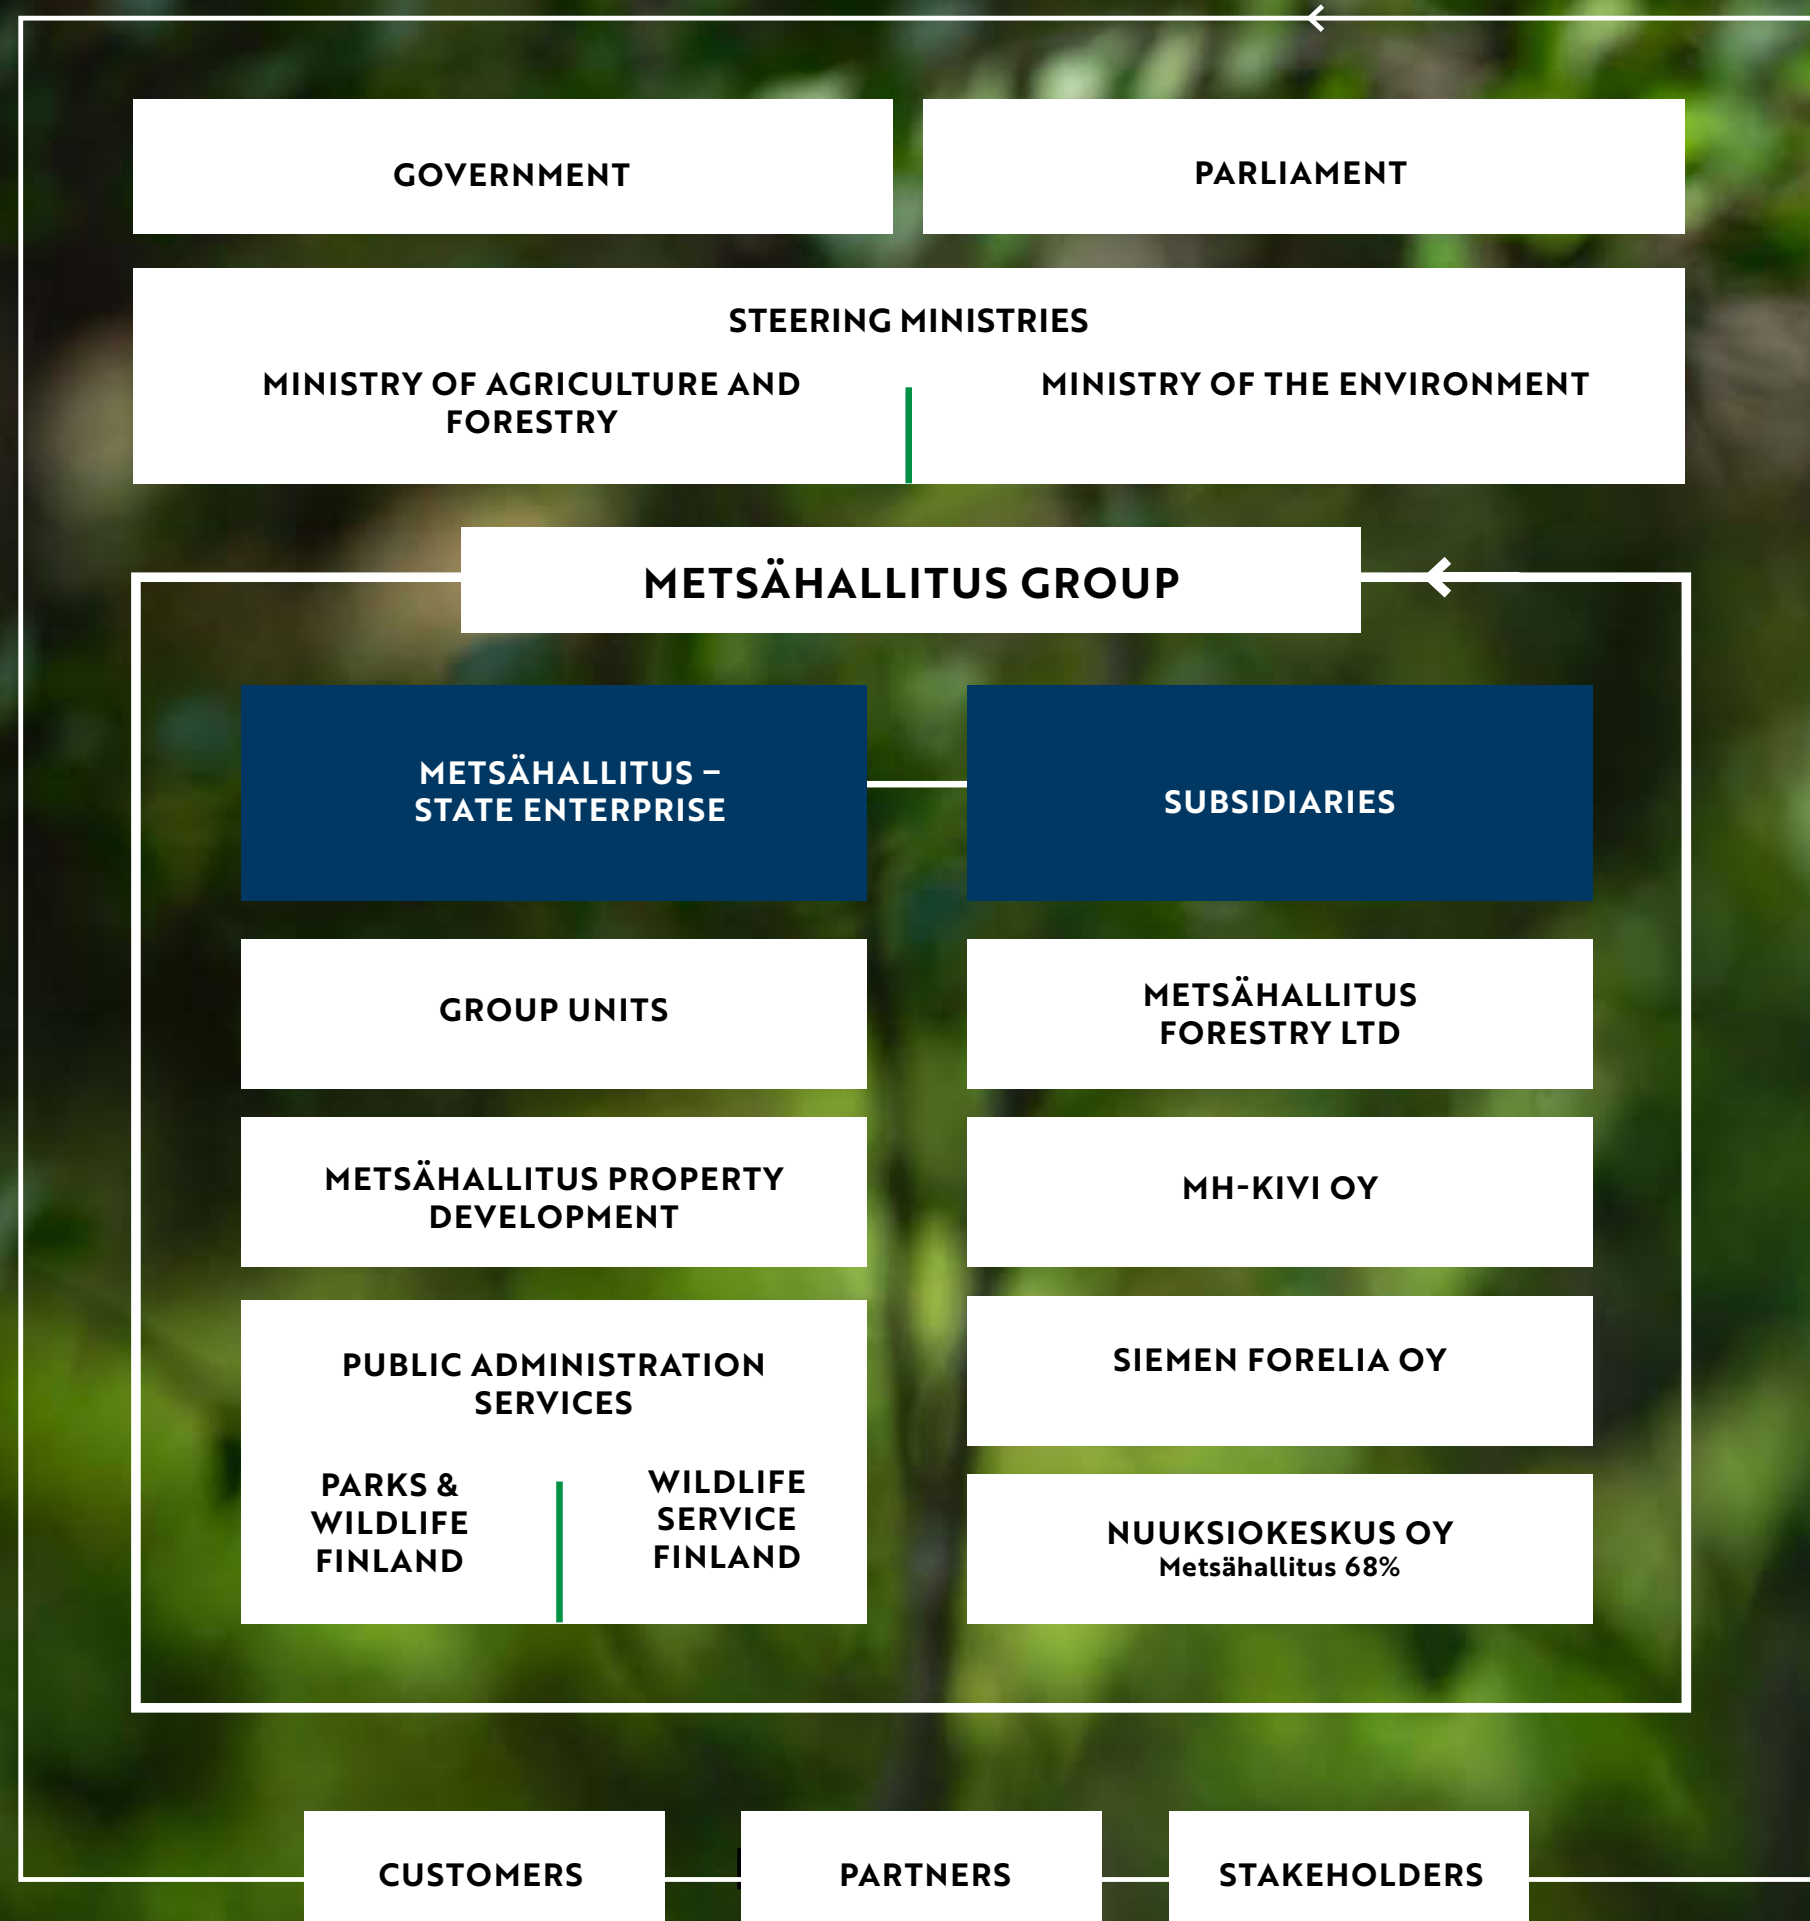 GOVERNMENT
PARLIAMENT
STEERING MINISTRIES
MINISTRY OF AGRICULTURE AND
FORESTRY
MINISTRY OF THE ENVIRONMENT
METSÄHALLITUS GROUP
METSÄHALLITUS –
STATE ENTERPRISE
SUBSIDIARIES
GROUP UNITS
METSÄHALLITUS
FORESTRY LTD
METSÄHALLITUS PROPERTY
DEVELOPMENT
MH-KIVI OY
PUBLIC ADMINISTRATION
SERVICES
PARKS &
WILDLIFE
FINLAND
WILDLIFE
SERVICE
FINLAND
SIEMEN FORELIA OY
NUUKSIOKESKUS OY
Metsähallitus 68%
CUSTOMERS
PARTNERS
STAKEHOLDERS